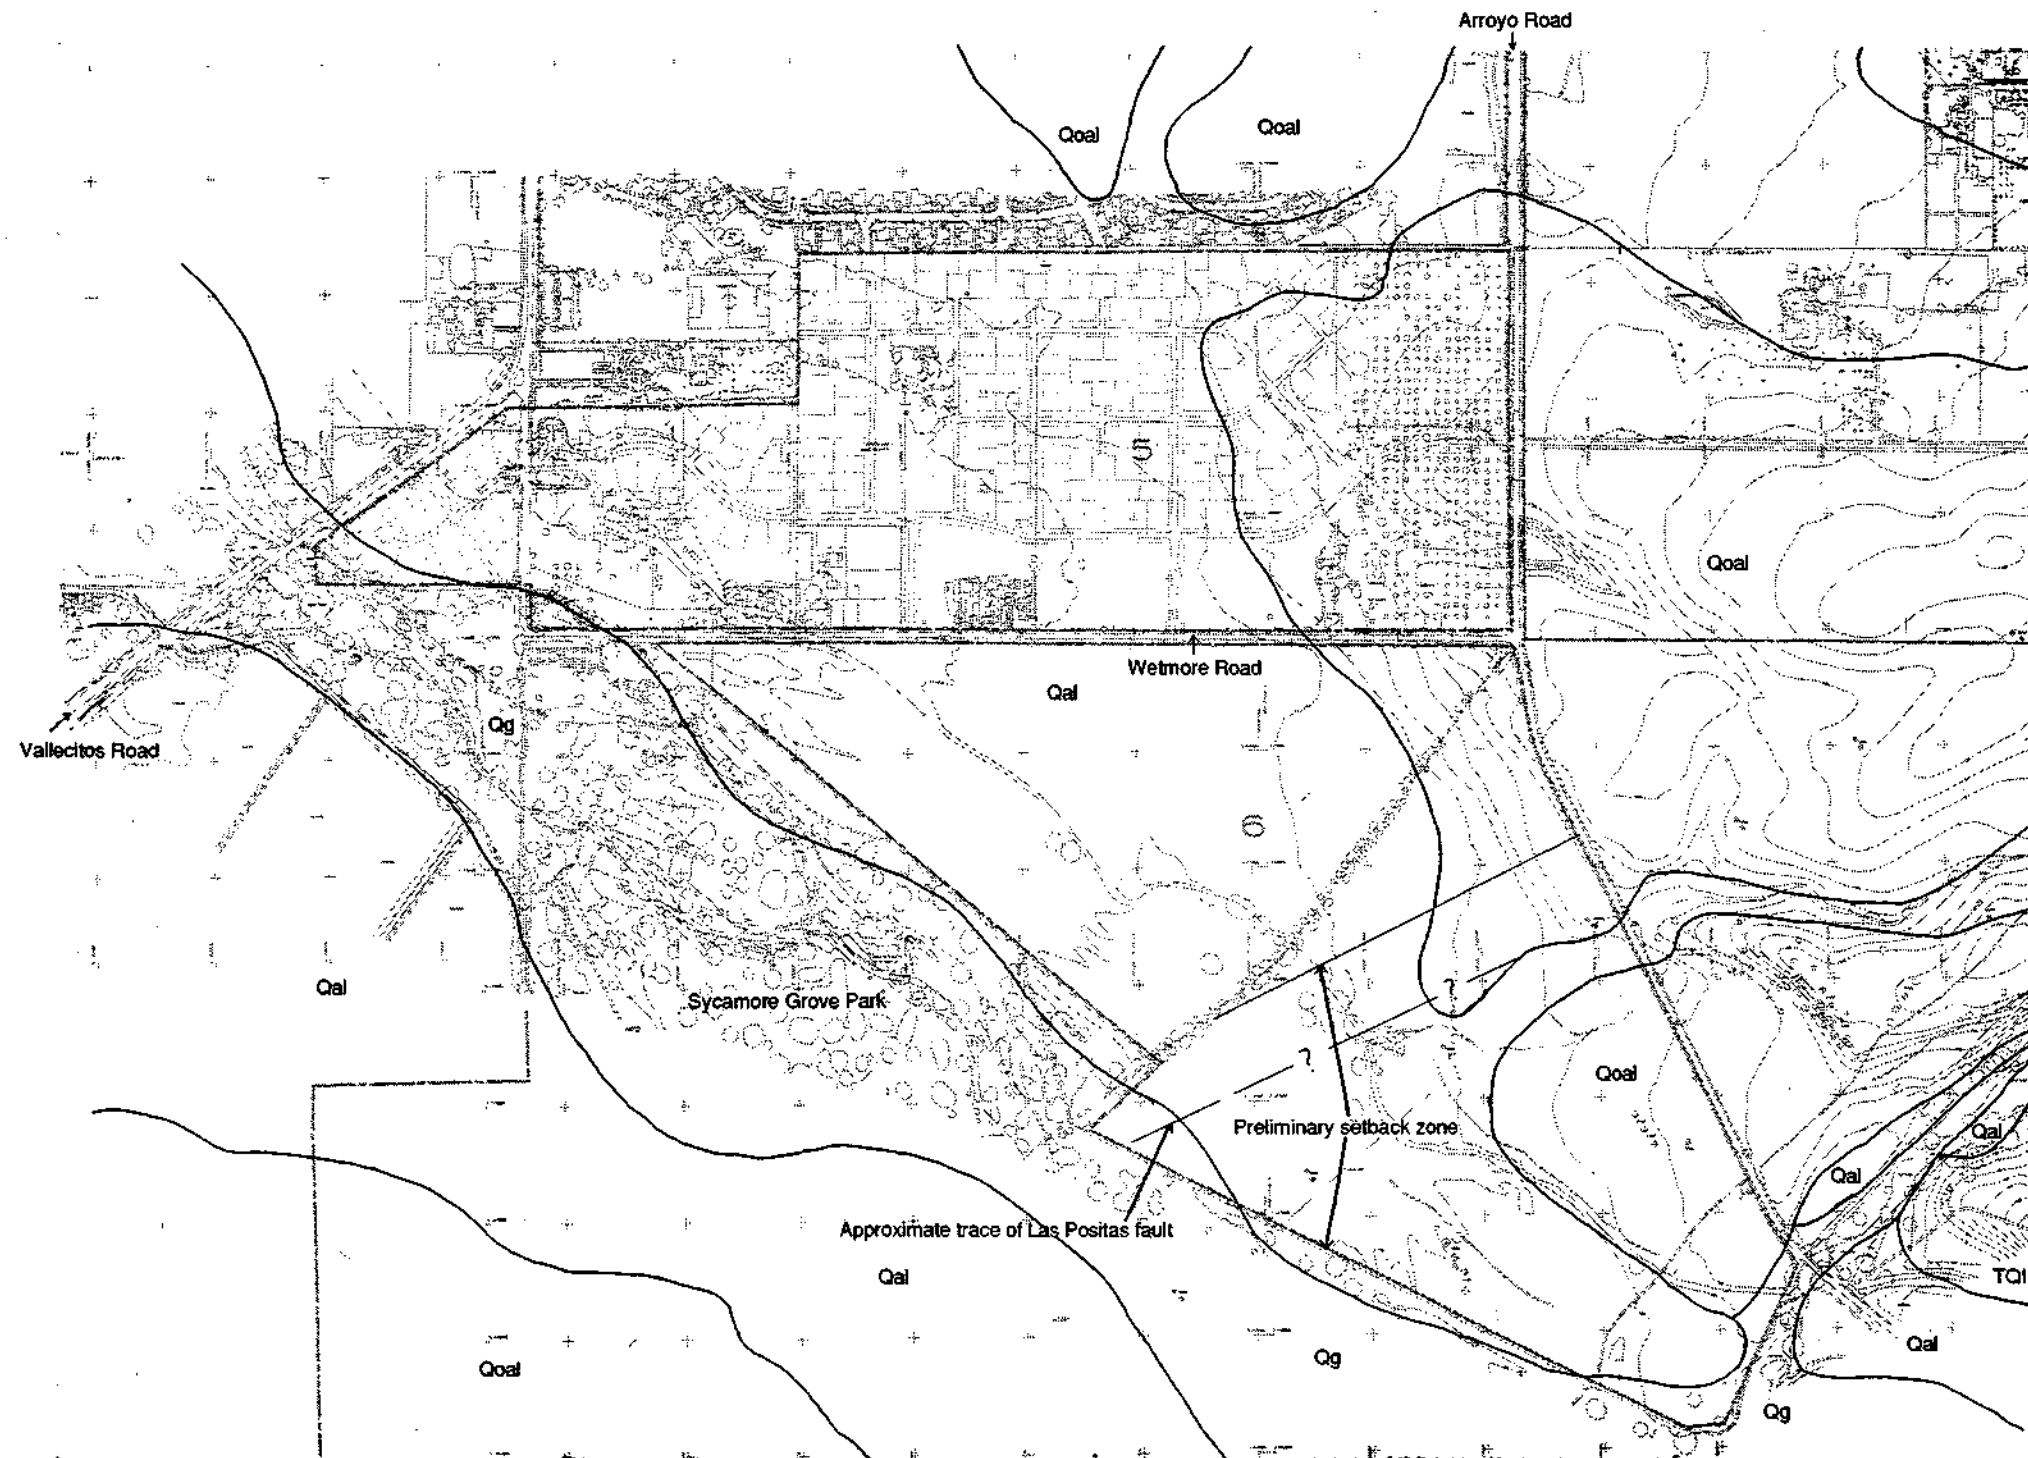 Arroyo Road
Qoal
Qoal
5
Qoal
Wetmore Road
Qal
Qg
Vallecitos Road
6
Qal
Sycamore Grove Park
?
?
Qoal
Preliminary setback zone
Qal
Qal
Approximate trace of Las Positas fault
Qal
TQl
Qg
Qal
Qoal
Qg